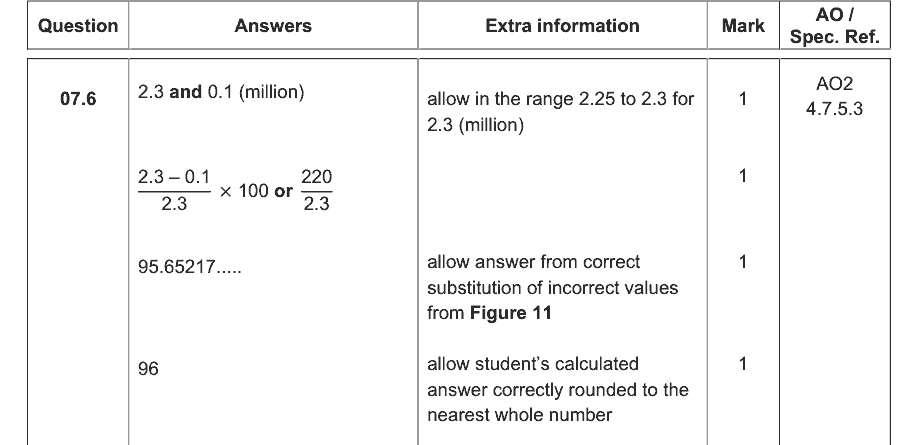 Question Answers Extra information Mark AO /
Spec. Ref.
07.6 2.3 and 0.1 (million) allow in the range 2.25 to 2.3 for 1 AO2
2.3 (million) 4.7.5.3
2.3 – 0.1 / 2.3 × 100 or 220 / 2.3 1
95.65217..... allow answer from correct 1
substitution of incorrect values
from Figure 11
96 allow student’s calculated 1
answer correctly rounded to the
nearest whole number